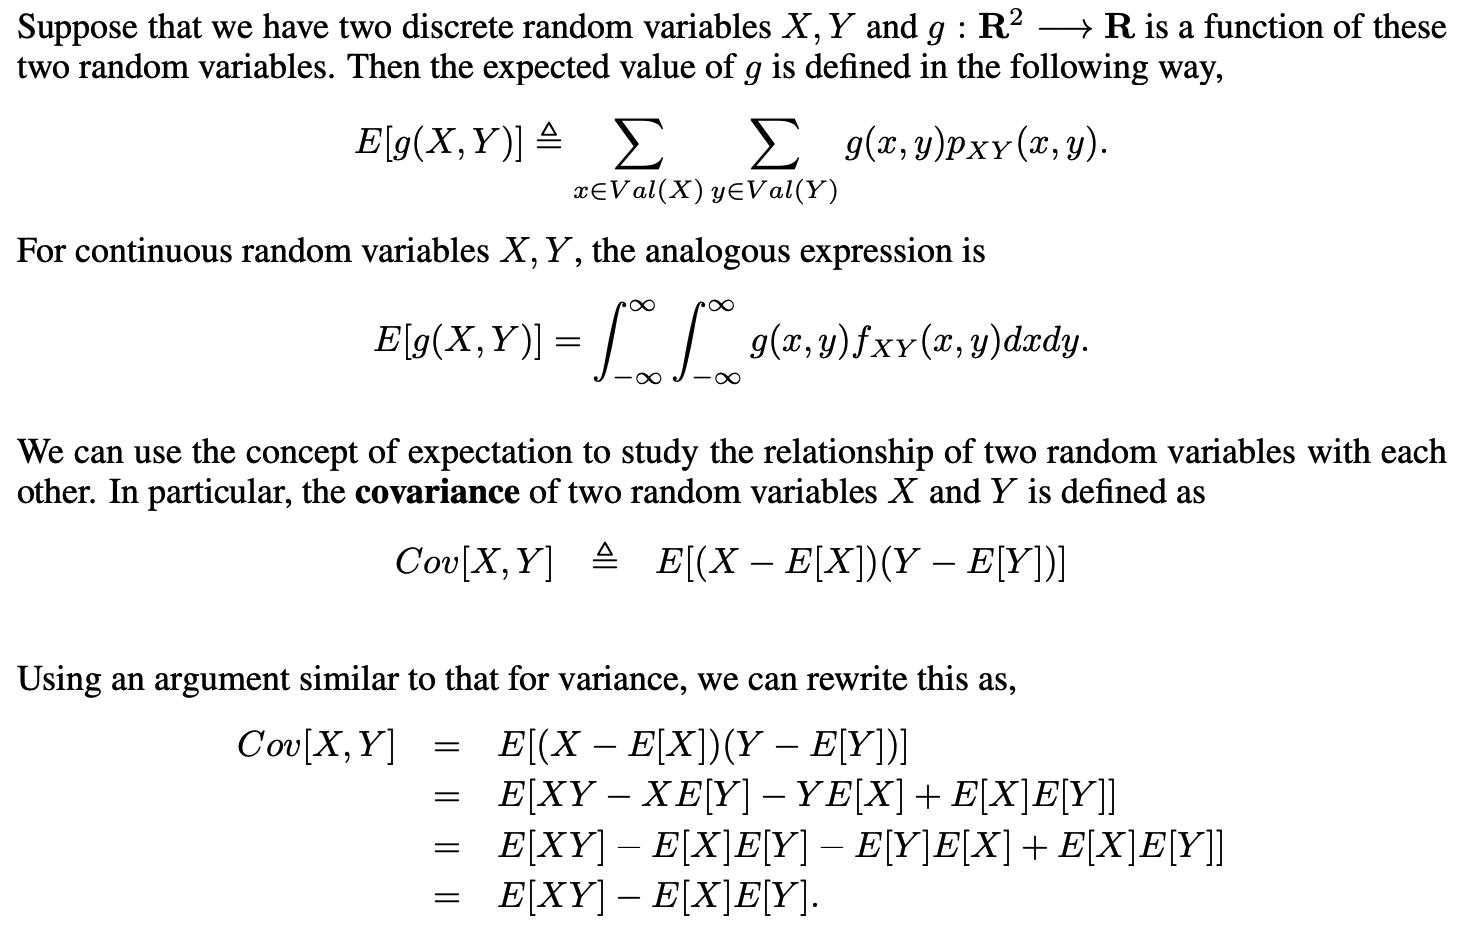 Suppose that we have two discrete random variables X, Y and g : R² ⟶ R is a function of these
two random variables. Then the expected value of g is defined in the following way,
E[g(X, Y)] ≜ ∑_{x∈Val(X)} ∑_{y∈Val(Y)} g(x, y)p_{XY}(x, y).
For continuous random variables X, Y, the analogous expression is
E[g(X, Y)] = ∫_{−∞}^{∞} ∫_{−∞}^{∞} g(x, y)f_{XY}(x, y)dxdy.
We can use the concept of expectation to study the relationship of two random variables with each
other. In particular, the covariance of two random variables X and Y is defined as
Cov[X, Y] ≜ E[(X − E[X])(Y − E[Y])]
Using an argument similar to that for variance, we can rewrite this as,
Cov[X, Y] = E[(X − E[X])(Y − E[Y])]
= E[XY − XE[Y] − YE[X] + E[X]E[Y]]
= E[XY] − E[X]E[Y] − E[Y]E[X] + E[X]E[Y]]
= E[XY] − E[X]E[Y].